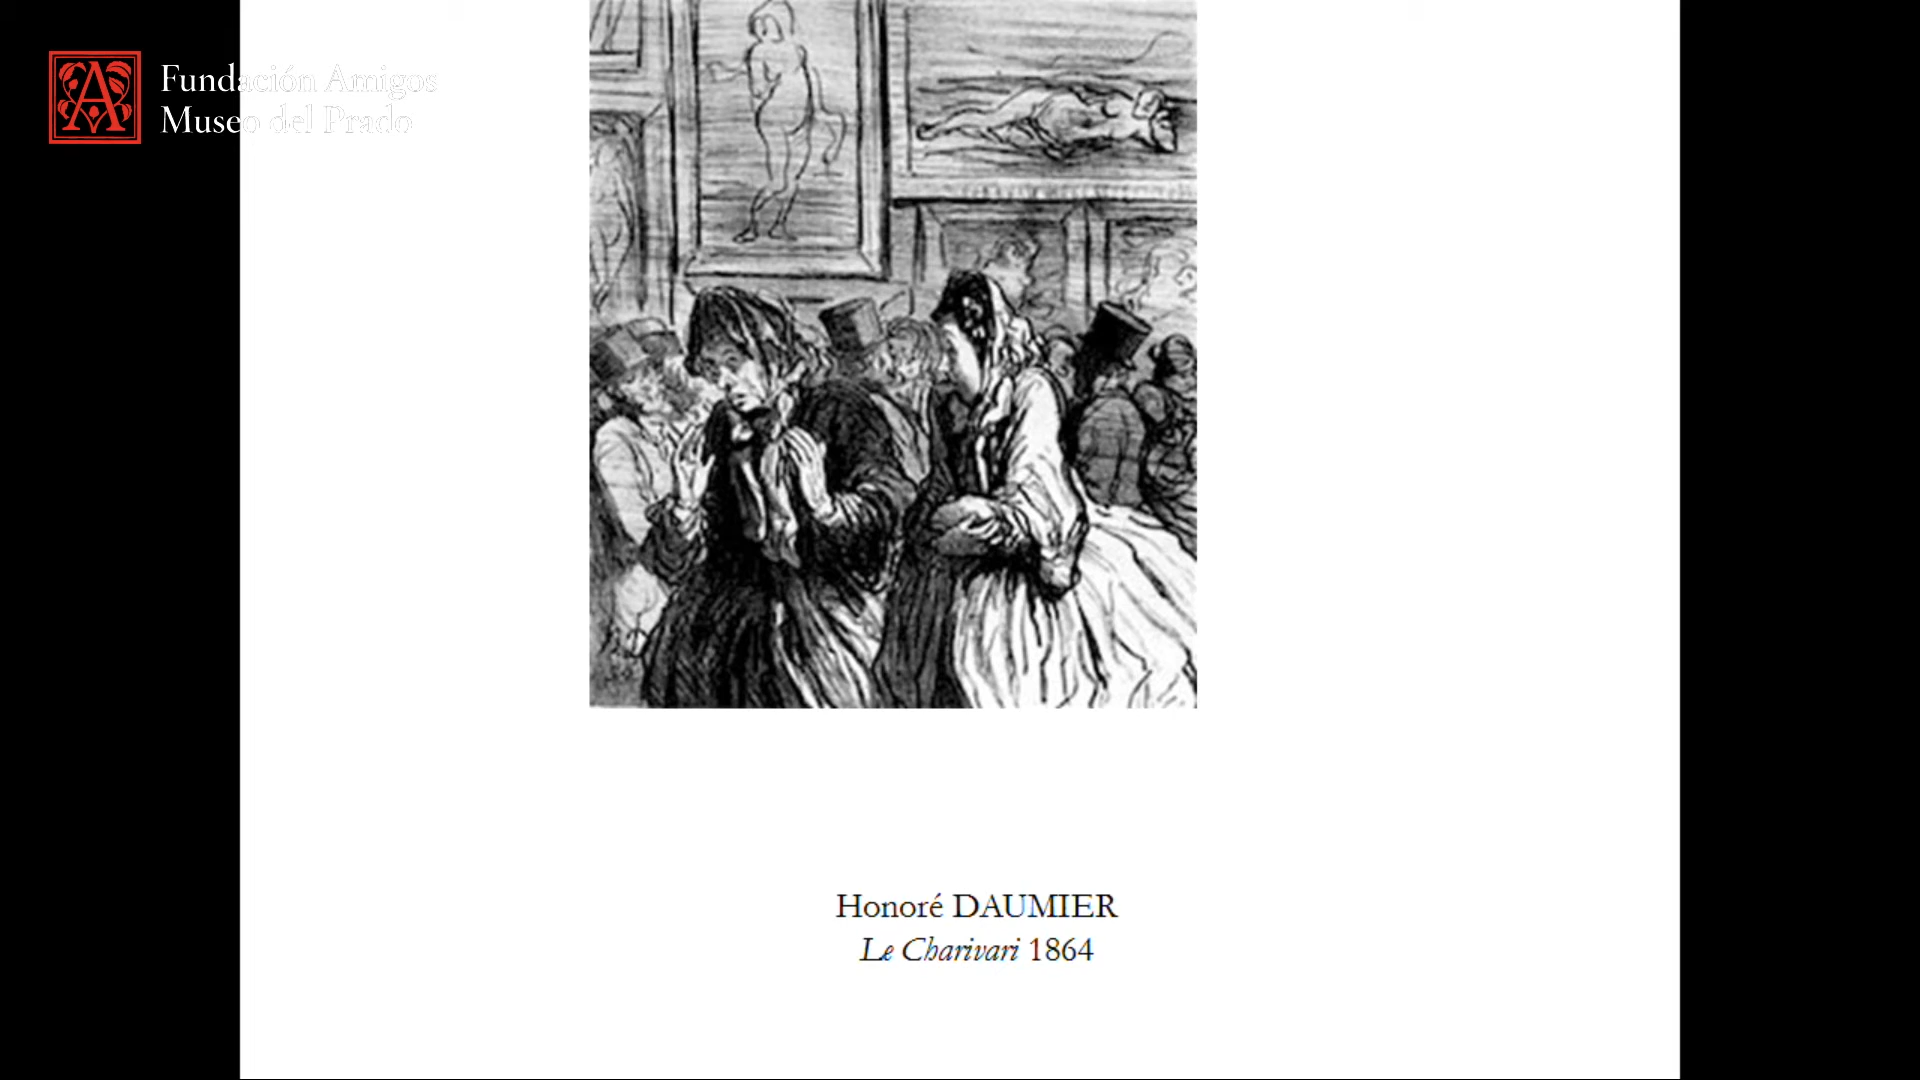 Fundación Amigos
Museo del Prado
Honoré DAUMIER
Le Charivari 1864